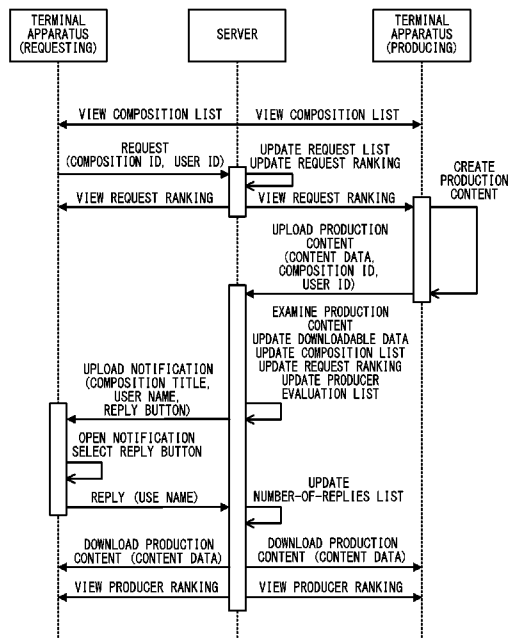 TERMINAL
APPARATUS
(REQUESTING)
SERVER
TERMINAL
APPARATUS
(PRODUCING)
VIEW COMPOSITION LIST
VIEW COMPOSITION LIST
REQUEST
(COMPOSITION ID, USER ID)
UPDATE REQUEST LIST
UPDATE REQUEST RANKING
CREATE
PRODUCTION
CONTENT
VIEW REQUEST RANKING
VIEW REQUEST RANKING
UPLOAD PRODUCTION
CONTENT
(CONTENT DATA,
COMPOSITION ID,
USER ID)
EXAMINE PRODUCTION
CONTENT
UPDATE DOWNLOADABLE DATA
UPDATE COMPOSITION LIST
UPDATE REQUEST RANKING
UPDATE PRODUCER
EVALUATION LIST
UPLOAD NOTIFICATION
(COMPOSITION TITLE,
USER NAME,
REPLY BUTTON)
OPEN NOTIFICATION
SELECT REPLY BUTTON
REPLY (USE NAME)
UPDATE
NUMBER-OF-REPLIES LIST
DOWNLOAD PRODUCTION
CONTENT (CONTENT DATA)
DOWNLOAD PRODUCTION
CONTENT (CONTENT DATA)
VIEW PRODUCER RANKING
VIEW PRODUCER RANKING